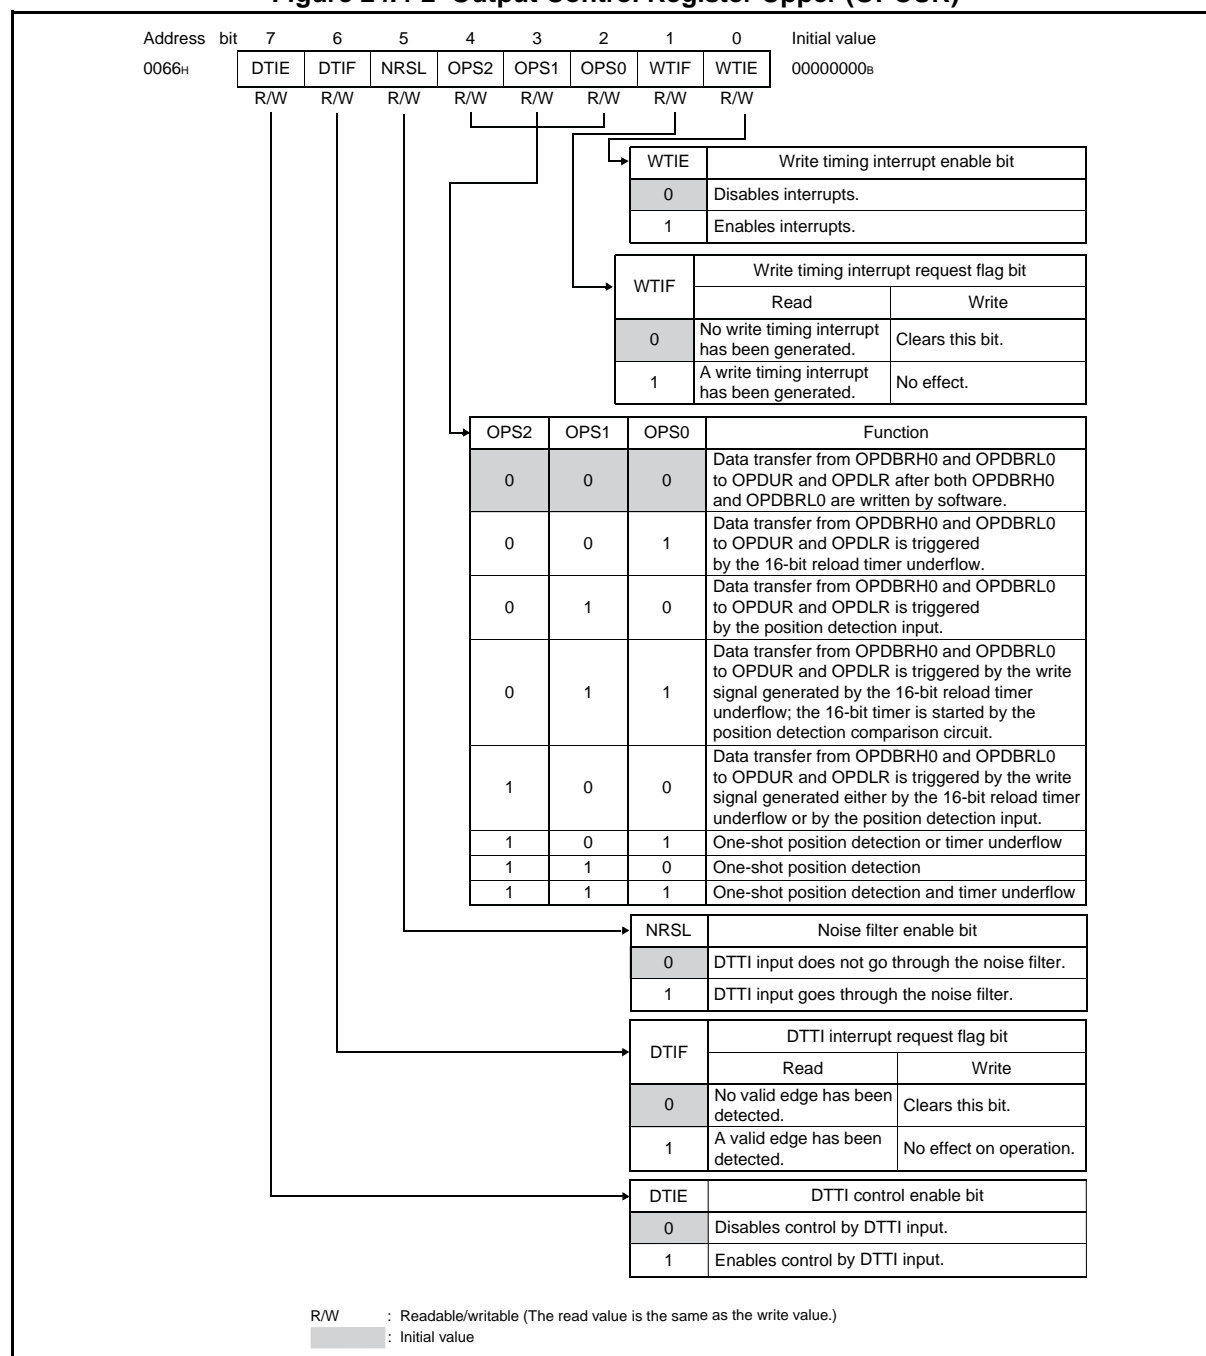 Address bit 7 6 5 4 3 2 1 0 Initial value
0066H DTIE DTIF NRSL OPS2 OPS1 OPS0 WTIF WTIE 00000000B
R/W R/W R/W R/W R/W R/W R/W R/W
WTIE Write timing interrupt enable bit
0 Disables interrupts.
1 Enables interrupts.
WTIF Write timing interrupt request flag bit
Read Write
0 No write timing interrupt has been generated. Clears this bit.
1 A write timing interrupt has been generated. No effect.
OPS2 OPS1 OPS0 Function
0 0 0 Data transfer from OPDBRH0 and OPDBRL0
to OPDUR and OPDLR after both OPDBRH0
and OPDBRL0 are written by software.
0 0 1 Data transfer from OPDBRH0 and OPDBRL0
to OPDUR and OPDLR is triggered
by the 16-bit reload timer underflow.
0 1 0 Data transfer from OPDBRH0 and OPDBRL0
to OPDUR and OPDLR is triggered
by the position detection input.
0 1 1 Data transfer from OPDBRH0 and OPDBRL0
to OPDUR and OPDLR is triggered by the write
signal generated by the 16-bit reload timer
underflow; the 16-bit timer is started by the
position detection comparison circuit.
1 0 0 Data transfer from OPDBRH0 and OPDBRL0
to OPDUR and OPDLR is triggered by the write
signal generated either by the 16-bit reload timer
underflow or by the position detection input.
1 0 1 One-shot position detection or timer underflow
1 1 0 One-shot position detection
1 1 1 One-shot position detection and timer underflow
NRSL Noise filter enable bit
0 DTTI input does not go through the noise filter.
1 DTTI input goes through the noise filter.
DTIF DTTI interrupt request flag bit
Read Write
0 No valid edge has been detected. Clears this bit.
1 A valid edge has been detected. No effect on operation.
DTIE DTTI control enable bit
0 Disables control by DTTI input.
1 Enables control by DTTI input.
R/W : Readable/writable (The read value is the same as the write value.)
: Initial value